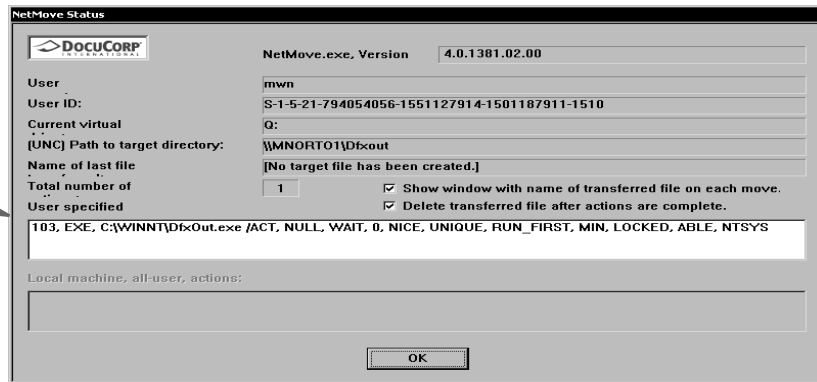 NetMove Status
DOCUCORP
INTERNATIONAL
NetMove.exe, Version 4.0.1381.02.00
User mwn
User ID: S-1-5-21-794054056-1551127914-1501187911-1510
Current virtual Q:
(UNC) Path to target directory: \\MNORTO1\Dfxout
Name of last file [No target file has been created.]
Total number of 1 Show window with name of transferred file on each move.
User specified Delete transferred file after actions are complete.
103, EXE, C:\WINNT\DfxOut.exe /ACT, NULL, WAIT, 0, NICE, UNIQUE, RUN_FIRST, MIN, LOCKED, ABLE, NTSYS
Local machine, all-user, actions:
OK